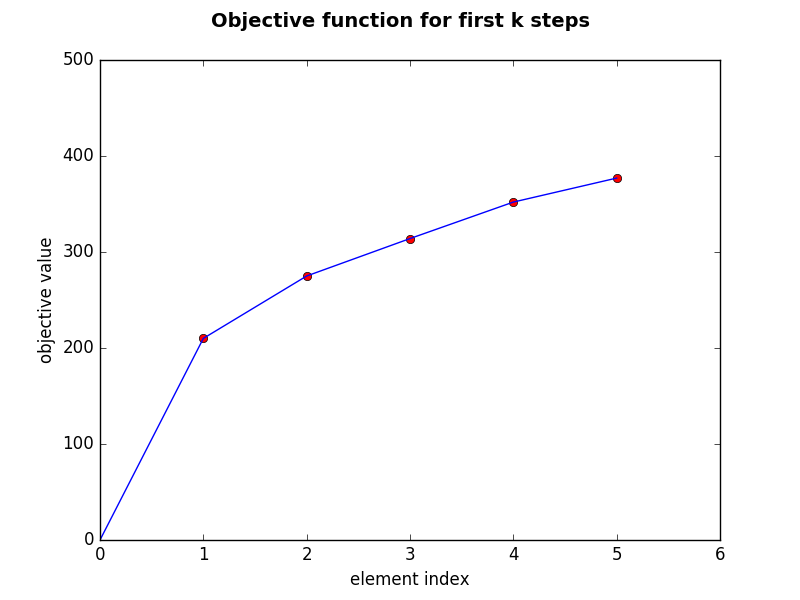 Objective function for first k steps
500
400
300
200
100
0
objective value
0 1 2 3 4 5 6
element index